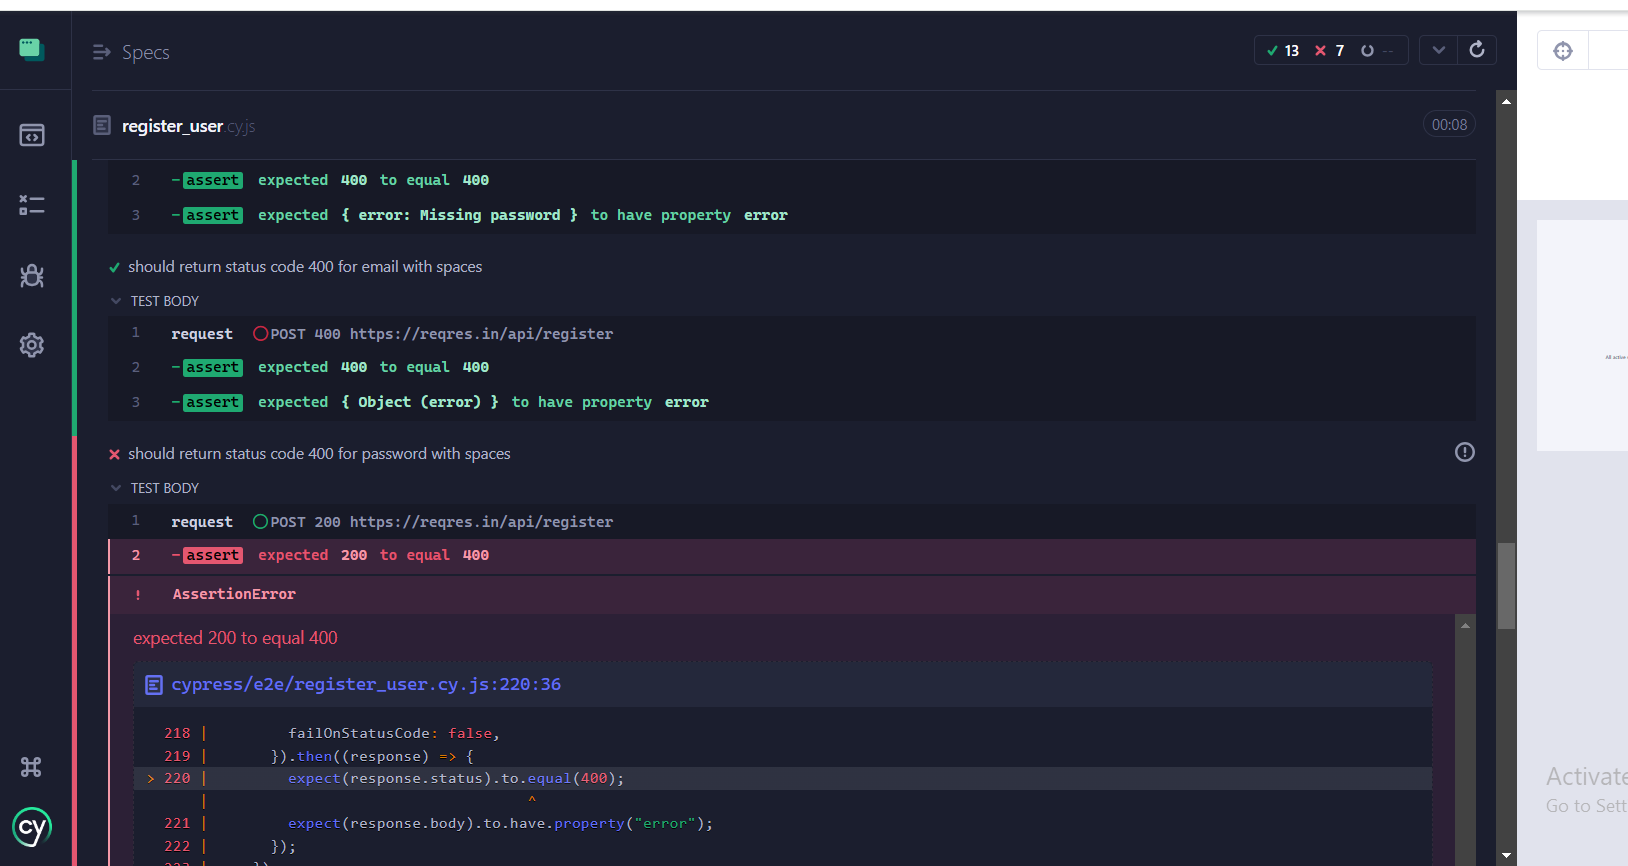 Specs
13 7 --
register_user.cy.js
00:08
2 -assert expected 400 to equal 400
3 -assert expected { error: Missing password } to have property error
should return status code 400 for email with spaces
TEST BODY
1 request POST 400 https://reqres.in/api/register
2 -assert expected 400 to equal 400
3 -assert expected { Object (error) } to have property error
should return status code 400 for password with spaces
TEST BODY
1 request POST 200 https://reqres.in/api/register
2 -assert expected 200 to equal 400
! AssertionError
expected 200 to equal 400
cypress/e2e/register_user.cy.js:220:36
218 | failOnStatusCode: false,
219 | }).then((response) => {
> 220 | expect(response.status).to.equal(400);
| ^
221 | expect(response.body).to.have.property("error");
222 | });
223 | })
cy
All active
Activate
Go to Sett